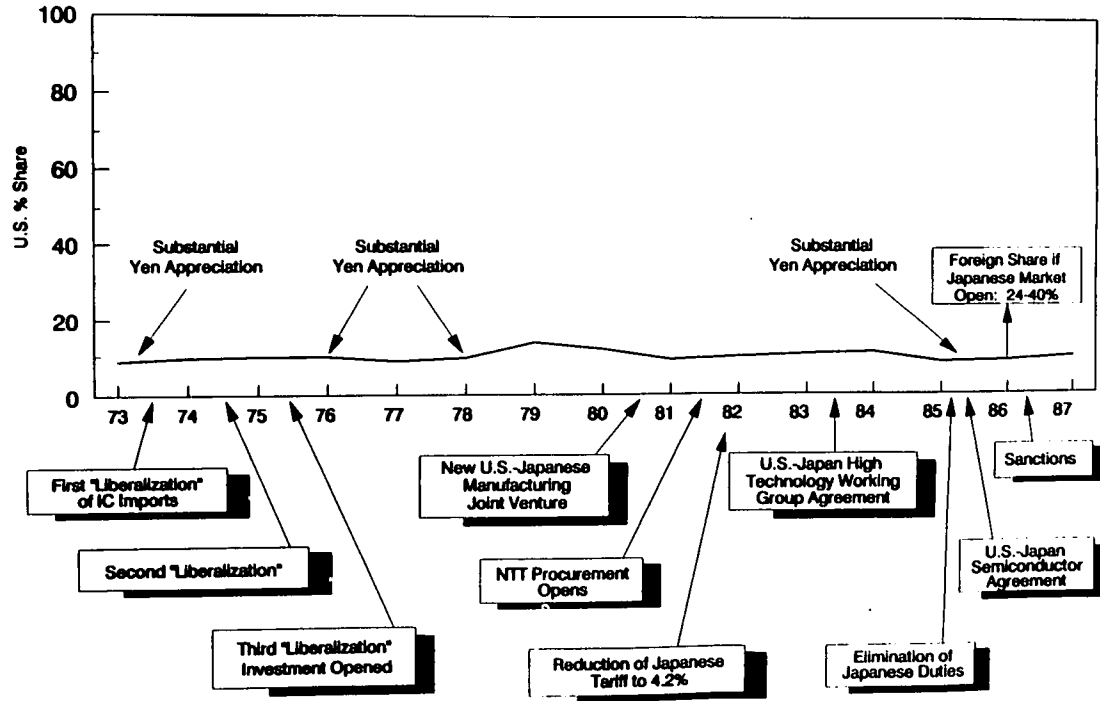 100
80
60
40
20
0
U.S. % Share
Substantial
Yen Appreciation
Substantial
Yen Appreciation
Substantial
Yen Appreciation
Foreign Share if
Japanese Market
Open: 24-40%
73 74 75 76 77 78 79 80 81 82 83 84 85 86 87
First "Liberalization"
of IC Imports
Second "Liberalization"
Third "Liberalization"
Investment Opened
New U.S.-Japanese
Manufacturing
Joint Venture
NTT Procurement
Opens
Reduction of Japanese
Tariff to 4.2%
U.S.-Japan High
Technology Working
Group Agreement
Elimination of
Japanese Duties
U.S.-Japan
Semiconductor
Agreement
Sanctions